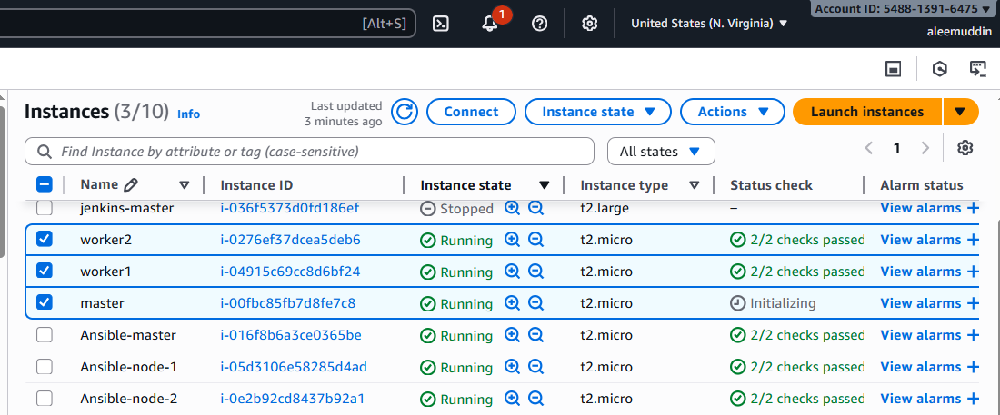 Account ID: 5488-1391-6475
[Alt+S] 1 United States (N. Virginia) aleemuddin
Instances (3/10) Info Last updated 3 minutes ago Connect Instance state Actions Launch instances
Find Instance by attribute or tag (case-sensitive) All states 1
Name Instance ID Instance state Instance type Status check Alarm status
jenkins-master i-036f5373d0fd186ef Stopped t2.large – View alarms +
worker2 i-0276ef37dcea5deb6 Running t2.micro 2/2 checks passed View alarms +
worker1 i-04915c69cc8d6bf24 Running t2.micro 2/2 checks passed View alarms +
master i-00fbc85fb7d8fe7c8 Running t2.micro Initializing View alarms +
Ansible-master i-016f8b6a3ce0365be Running t2.micro 2/2 checks passed View alarms +
Ansible-node-1 i-05d3106e58285d4ad Running t2.micro 2/2 checks passed View alarms +
Ansible-node-2 i-0e2b92cd8437b92a1 Running t2.micro 2/2 checks passed View alarms +